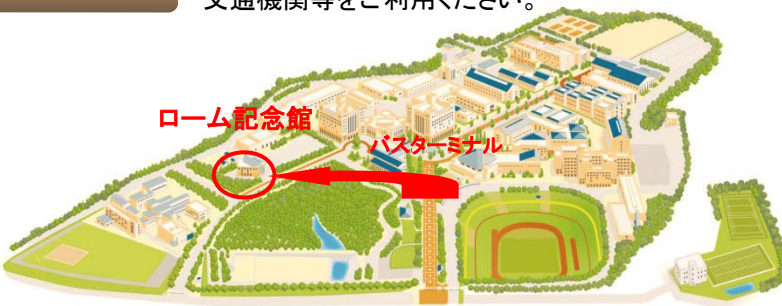 交通機関等をご利用ください。
ローム記念館
バスターミナル